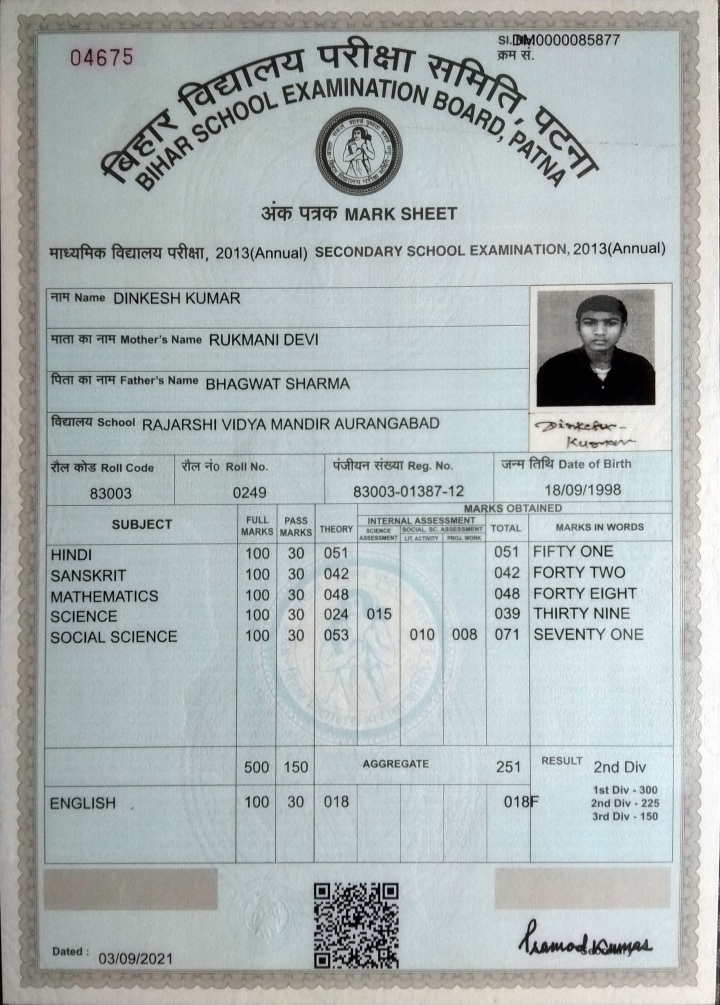 04675
Sl. No. DM0000085877
क्रम सं.
बिहार विद्यालय परीक्षा समिति, पटना
BIHAR SCHOOL EXAMINATION BOARD, PATNA
अंक पत्रक MARK SHEET
माध्यमिक विद्यालय परीक्षा, 2013(Annual) SECONDARY SCHOOL EXAMINATION, 2013(Annual)
नाम Name DINKESH KUMAR
माता का नाम Mother's Name RUKMANI DEVI
पिता का नाम Father's Name BHAGWAT SHARMA
विद्यालय School RAJARSHI VIDYA MANDIR AURANGABAD
Dinkesh
Kumar
रौल कोड Roll Code रौल नंo Roll No. पंजीयन संख्या Reg. No. जन्म तिथि Date of Birth
83003 0249 83003-01387-12 18/09/1998
SUBJECT FULL MARKS PASS MARKS THEORY MARKS OBTAINED
INTERNAL ASSESSMENT TOTAL MARKS IN WORDS
SCIENCE ASSESSMENT SOCIAL. SC. ASSESSMENT
LIT. ACTIVITY PROJ. WORK
HINDI 100 30 051 051 FIFTY ONE
SANSKRIT 100 30 042 042 FORTY TWO
MATHEMATICS 100 30 048 048 FORTY EIGHT
SCIENCE 100 30 024 015 039 THIRTY NINE
SOCIAL SCIENCE 100 30 053 010 008 071 SEVENTY ONE
500 150 AGGREGATE 251 RESULT 2nd Div
ENGLISH 100 30 018 018F
1st Div - 300
2nd Div - 225
3rd Div - 150
Dated : 03/09/2021
Pramod Kumar